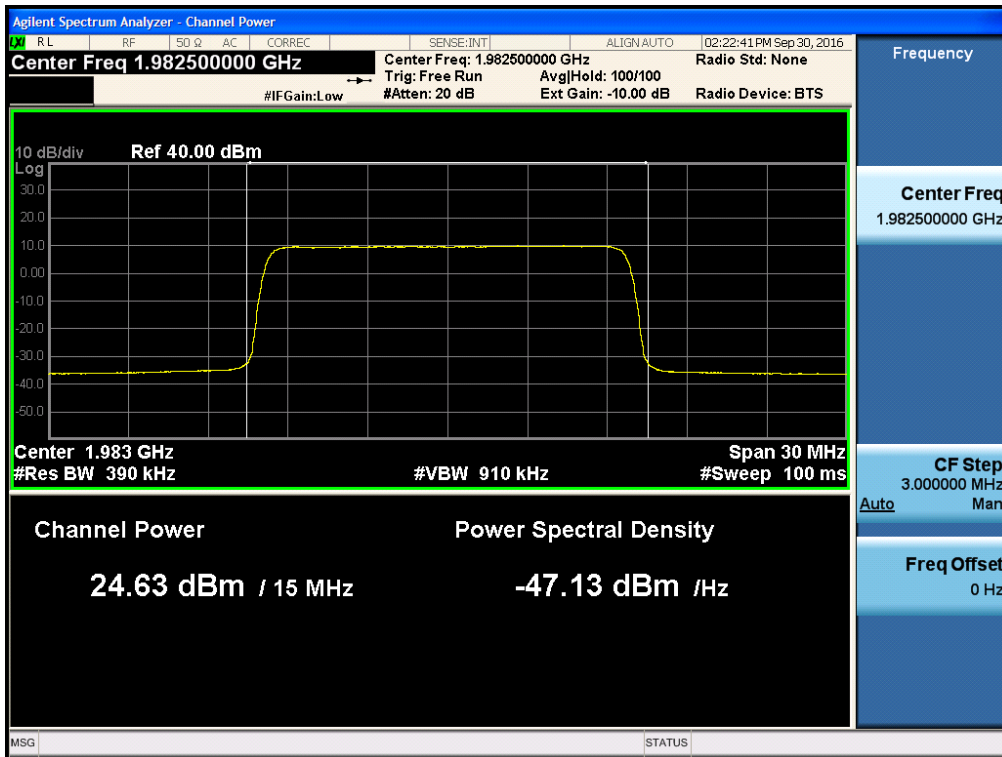 Agilent Spectrum Analyzer - Channel Power
LXI RL RF 50 Ω AC CORREC SENSE:INT ALIGN AUTO 02:22:41 PM Sep 30, 2016
Center Freq 1.982500000 GHz
Center Freq: 1.982500000 GHz
Radio Std: None
Trig: Free Run Avg|Hold: 100/100
#IFGain:Low
#Atten: 20 dB Ext Gain: -10.00 dB
Radio Device: BTS
10 dB/div Ref 40.00 dBm
Log
30.0
20.0
10.0
0.00
-10.0
-20.0
-30.0
-40.0
-50.0
Center 1.983 GHz Span 30 MHz
#Res BW 390 kHz #VBW 910 kHz #Sweep 100 ms
Channel Power
Power Spectral Density
24.63 dBm / 15 MHz
-47.13 dBm /Hz
Frequency
Center Freq
1.982500000 GHz
CF Step
3.000000 MHz
Auto Man
Freq Offset
0 Hz
MSG STATUS